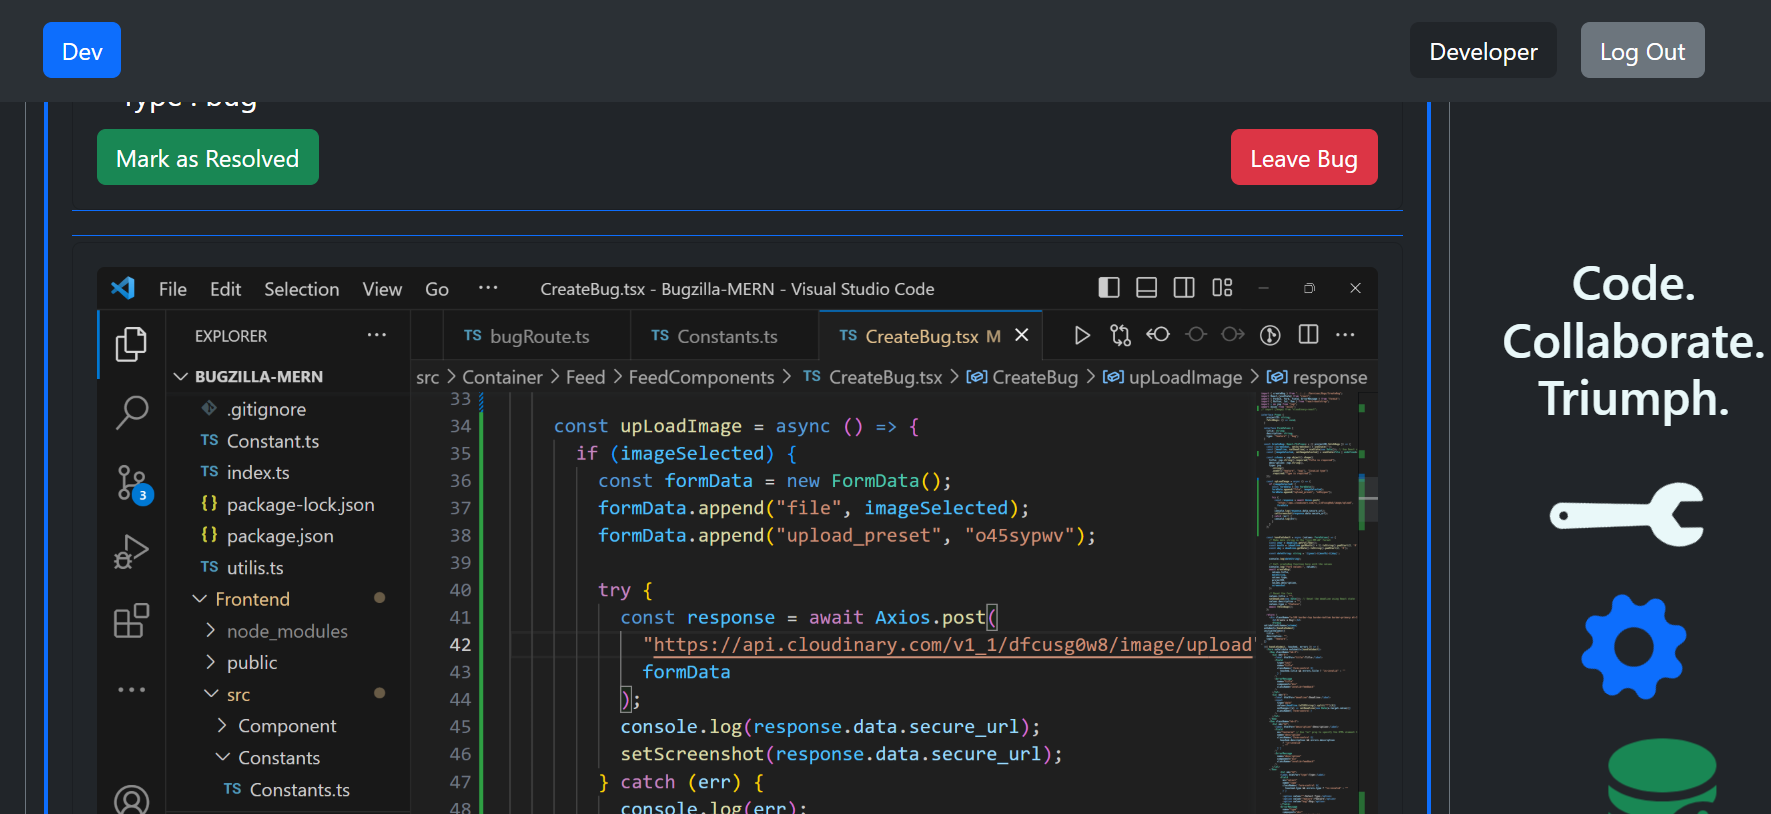 Dev
Developer
Log Out
Type : bug
Mark as Resolved
Leave Bug
File Edit Selection View Go ··· CreateBug.tsx - Bugzilla-MERN - Visual Studio Code
EXPLORER ···
TS bugRoute.ts TS Constants.ts TS CreateBug.tsx M
BUGZILLA-MERN
src > Container > Feed > FeedComponents > TS CreateBug.tsx > CreateBug > upLoadImage > response
.gitignore
TS Constant.ts
TS index.ts
{} package-lock.json
{} package.json
TS utilis.ts
Frontend
> node_modules
> public
src
> Component
Constants
TS Constants.ts
3
33
34 const upLoadImage = async () => {
35 if (imageSelected) {
36 const formData = new FormData();
37 formData.append("file", imageSelected);
38 formData.append("upload_preset", "o45sypwv");
39
40 try {
41 const response = await Axios.post(
42 "https://api.cloudinary.com/v1_1/dfcusg0w8/image/upload"
43 formData
44 );
45 console.log(response.data.secure_url);
46 setScreenshot(response.data.secure_url);
47 } catch (err) {
48 console.log(err);
Code.
Collaborate.
Triumph.